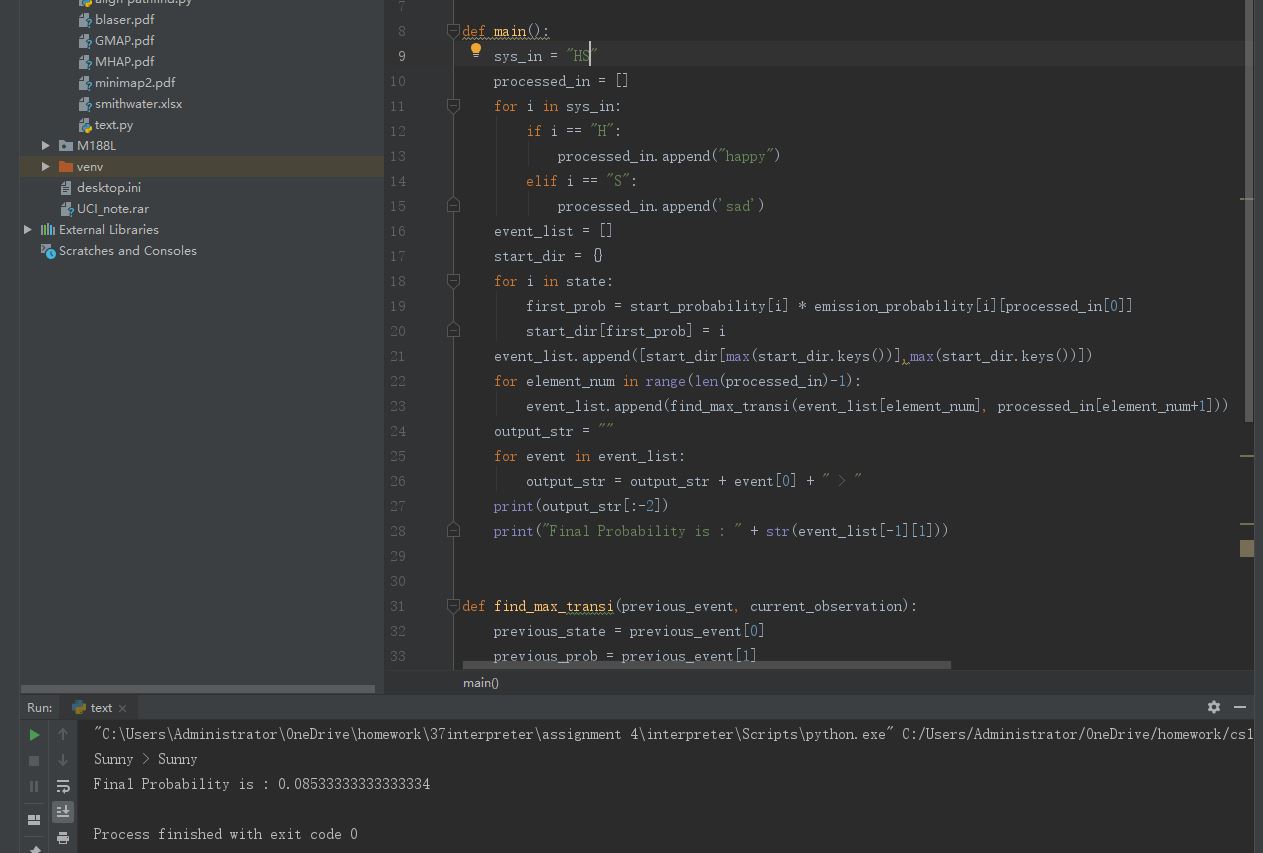 align-pathfind.py
blaser.pdf
GMAP.pdf
MHAP.pdf
minimap2.pdf
smithwater.xlsx
text.py
M188L
venv
desktop.ini
UCI_note.rar
External Libraries
Scratches and Consoles
7
8 def main():
9 sys_in = "HS"
10 processed_in = []
11 for i in sys_in:
12 if i == "H":
13 processed_in.append("happy")
14 elif i == "S":
15 processed_in.append('sad')
16 event_list = []
17 start_dir = {}
18 for i in state:
19 first_prob = start_probability[i] * emission_probability[i][processed_in[0]]
20 start_dir[first_prob] = i
21 event_list.append([start_dir[max(start_dir.keys())],max(start_dir.keys())])
22 for element_num in range(len(processed_in)-1):
23 event_list.append(find_max_transi(event_list[element_num], processed_in[element_num+1]))
24 output_str = ""
25 for event in event_list:
26 output_str = output_str + event[0] + " > "
27 print(output_str[:-2])
28 print("Final Probability is : " + str(event_list[-1][1]))
29
30
31 def find_max_transi(previous_event, current_observation):
32 previous_state = previous_event[0]
33 previous_prob = previous_event[1]
main()
Run: text
"C:\Users\Administrator\OneDrive\homework\37interpreter\assignment 4\interpreter\Scripts\python.exe" C:/Users/Administrator/OneDrive/homework/cs1
Sunny > Sunny
Final Probability is : 0.08533333333333334
Process finished with exit code 0